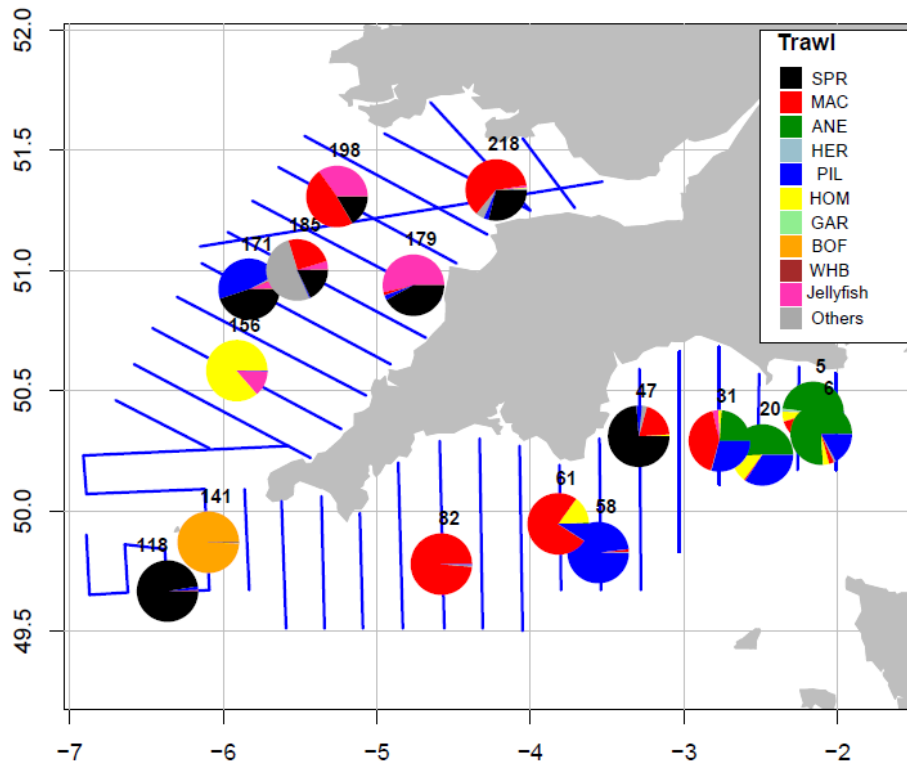 Trawl
SPR
MAC
ANE
HER
PIL
HOM
GAR
BOF
WHB
Jellyfish
Others
52.0
51.5
51.0
50.5
50.0
49.5
198
218
185
171
179
156
5
6
47
31
20
61
58
141
82
118
−7
−6
−5
−4
−3
−2